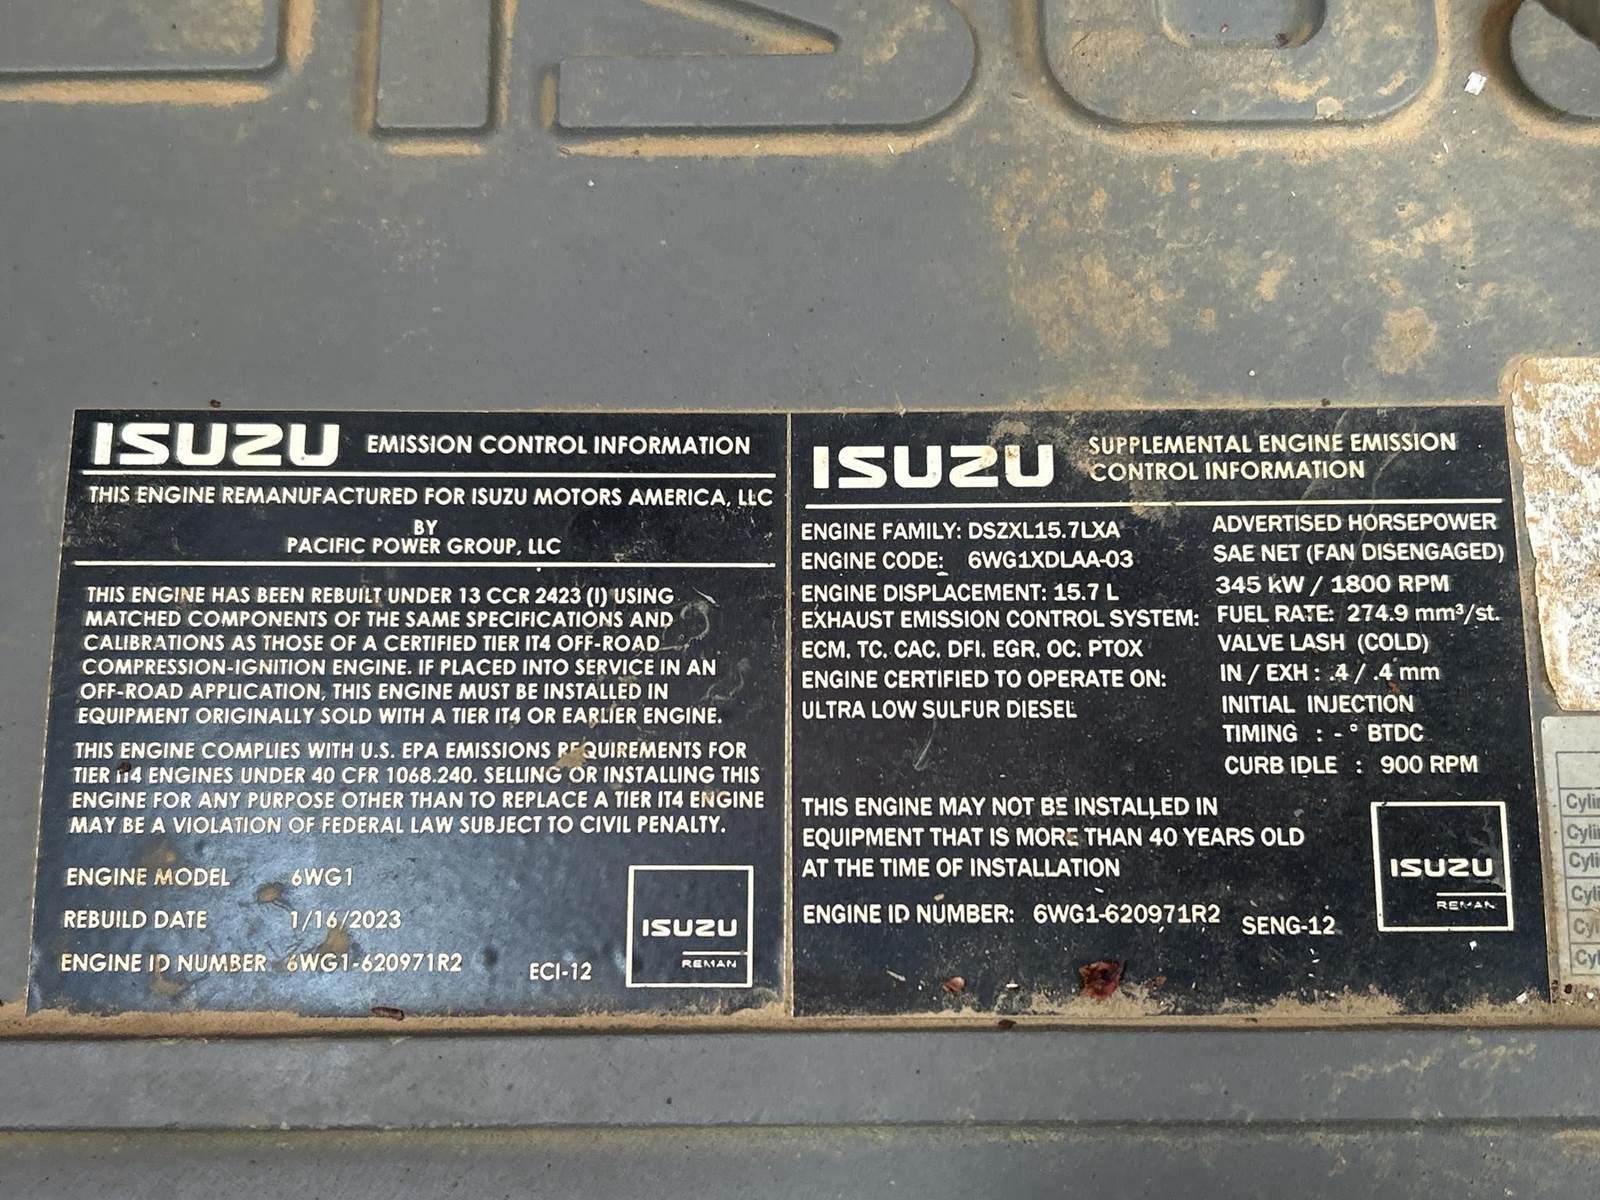 ISUZU
ISUZU EMISSION CONTROL INFORMATION
THIS ENGINE REMANUFACTURED FOR ISUZU MOTORS AMERICA, LLC
BY
PACIFIC POWER GROUP, LLC
THIS ENGINE HAS BEEN REBUILT UNDER 13 CCR 2423 (I) USING
MATCHED COMPONENTS OF THE SAME SPECIFICATIONS AND
CALIBRATIONS AS THOSE OF A CERTIFIED TIER IT4 OFF-ROAD
COMPRESSION-IGNITION ENGINE. IF PLACED INTO SERVICE IN AN
OFF-ROAD APPLICATION, THIS ENGINE MUST BE INSTALLED IN
EQUIPMENT ORIGINALLY SOLD WITH A TIER IT4 OR EARLIER ENGINE.
THIS ENGINE COMPLIES WITH U.S. EPA EMISSIONS REQUIREMENTS FOR
TIER IT4 ENGINES UNDER 40 CFR 1068.240. SELLING OR INSTALLING THIS
ENGINE FOR ANY PURPOSE OTHER THAN TO REPLACE A TIER IT4 ENGINE
MAY BE A VIOLATION OF FEDERAL LAW SUBJECT TO CIVIL PENALTY.
ENGINE MODEL 6WG1
REBUILD DATE 1/16/2023
ENGINE ID NUMBER 6WG1-620971R2
ECI-12
ISUZU
REMAN
ISUZU SUPPLEMENTAL ENGINE EMISSION
CONTROL INFORMATION
ENGINE FAMILY: DSZXL15.7LXA
ENGINE CODE: 6WG1XDLAA-03
ENGINE DISPLACEMENT: 15.7 L
EXHAUST EMISSION CONTROL SYSTEM:
ECM, TC, CAC, DFI, EGR, OC, PTOX
ENGINE CERTIFIED TO OPERATE ON:
ULTRA LOW SULFUR DIESEL
ADVERTISED HORSEPOWER
SAE NET (FAN DISENGAGED)
345 kW / 1800 RPM
FUEL RATE: 274.9 mm³/st.
VALVE LASH (COLD)
IN / EXH : .4 / .4 mm
INITIAL INJECTION
TIMING : - ° BTDC
CURB IDLE : 900 RPM
THIS ENGINE MAY NOT BE INSTALLED IN
EQUIPMENT THAT IS MORE THAN 40 YEARS OLD
AT THE TIME OF INSTALLATION
ENGINE ID NUMBER: 6WG1-620971R2
SENG-12
ISUZU
REMAN